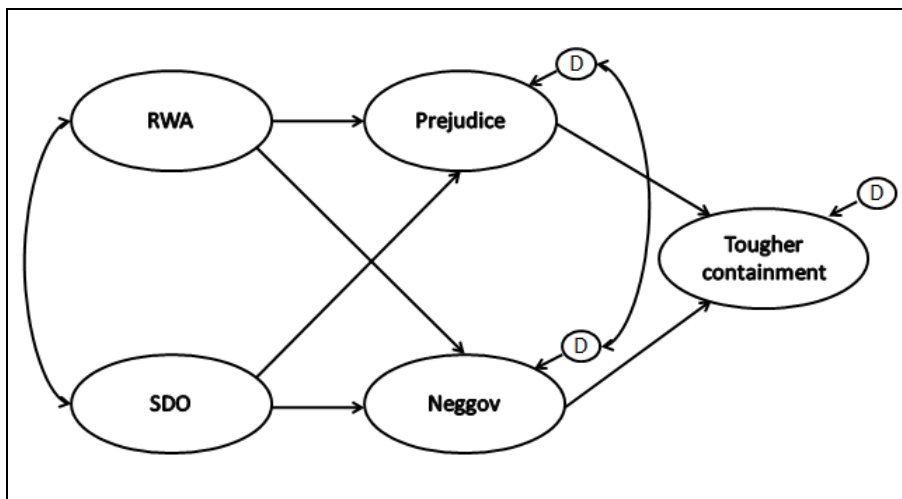 D
RWA
Prejudice
D
Tougher
containment
D
SDO
Neggov